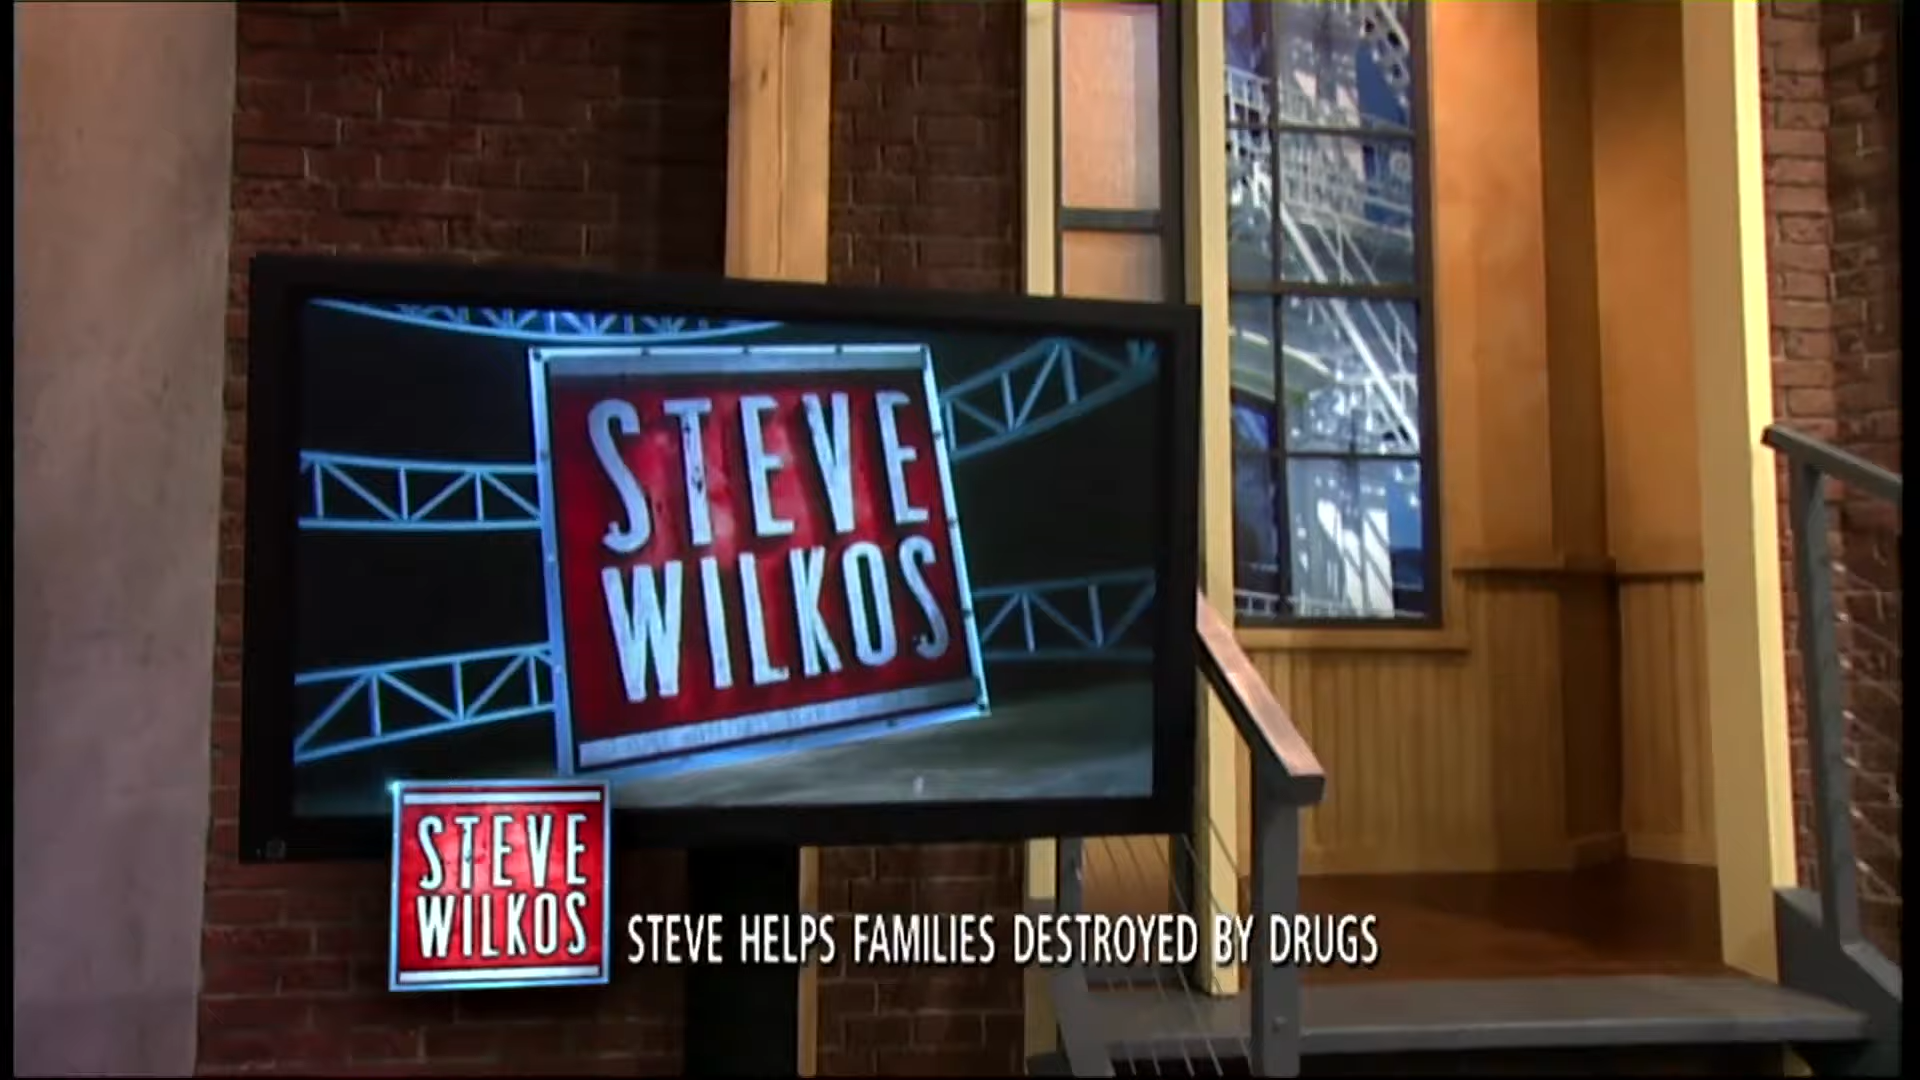 STEVE
WILKOS
STEVE
WILKOS
STEVE HELPS FAMILIES DESTROYED BY DRUGS